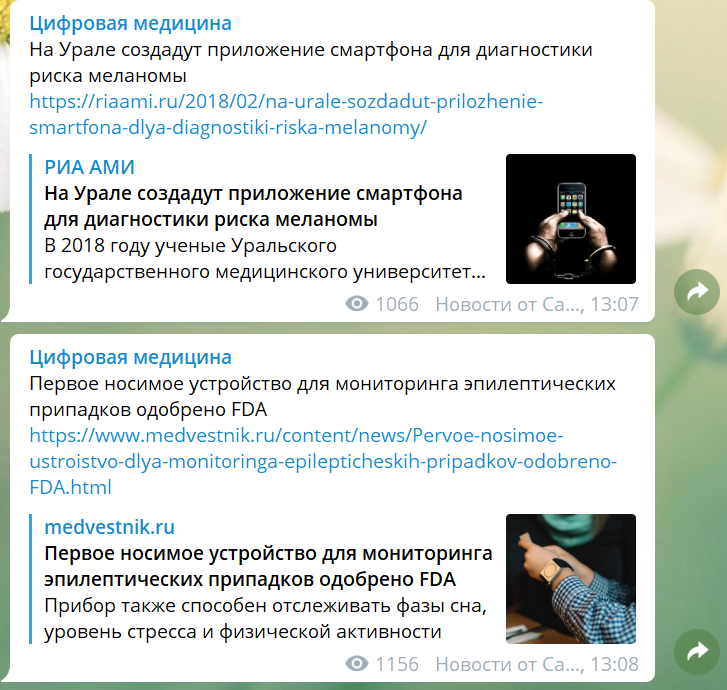 Цифровая медицина
На Урале создадут приложение смартфона для диагностики
риска меланомы
https://riaami.ru/2018/02/na-urale-sozdadut-prilozhenie-
smartfona-dlya-diagnostiki-riska-melanomy/
РИА АМИ
На Урале создадут приложение смартфона
для диагностики риска меланомы
В 2018 году ученые Уральского
государственного медицинского университет...
1066 Новости от Са..., 13:07
Цифровая медицина
Первое носимое устройство для мониторинга эпилептических
припадков одобрено FDA
https://www.medvestnik.ru/content/news/Pervoe-nosimoe-
ustroistvo-dlya-monitoringa-epilepticheskih-pripadkov-odobreno-
FDA.html
medvestnik.ru
Первое носимое устройство для мониторинга
эпилептических припадков одобрено FDA
Прибор также способен отслеживать фазы сна,
уровень стресса и физической активности
1156 Новости от Са..., 13:08